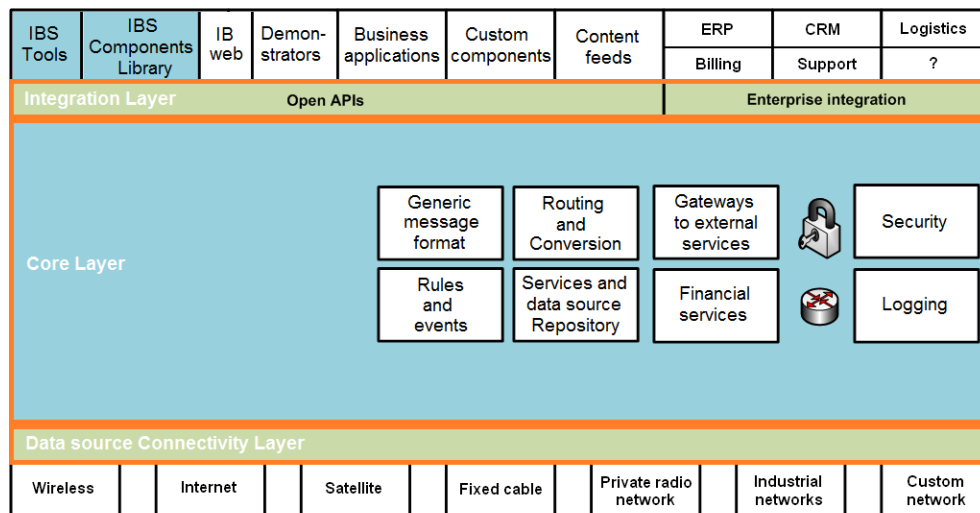 IBS
Tools
IBS
Components
Library
IB
web
Demon-
strators
Business
applications
Custom
components
Content
feeds
ERP
CRM
Logistics
Billing
Support
?
Integration Layer
Open APIs
Enterprise integration
Core Layer
Generic
message
format
Routing
and
Conversion
Gateways
to external
services
Security
Rules
and
events
Services and
data source
Repository
Financial
services
Logging
Data source Connectivity Layer
Wireless
Internet
Satellite
Fixed cable
Private radio
network
Industrial
networks
Custom
network